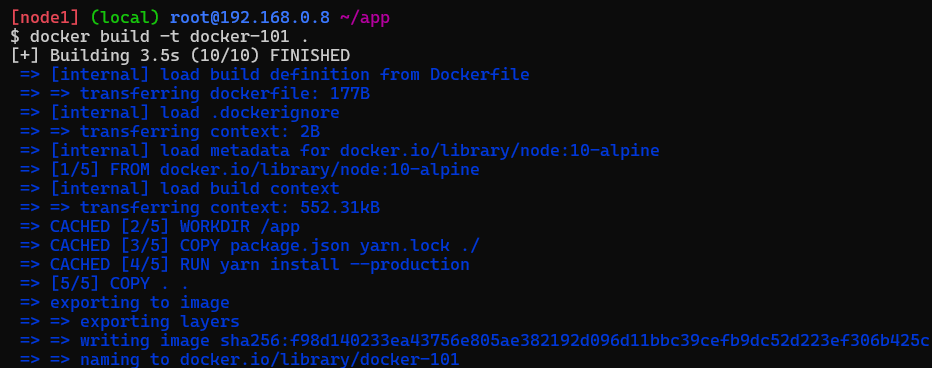 [node1] (local) root@192.168.0.8 ~/app
$ docker build -t docker-101 .
[+] Building 3.5s (10/10) FINISHED
=> [internal] load build definition from Dockerfile
=> => transferring dockerfile: 177B
=> [internal] load .dockerignore
=> => transferring context: 2B
=> [internal] load metadata for docker.io/library/node:10-alpine
=> [1/5] FROM docker.io/library/node:10-alpine
=> [internal] load build context
=> => transferring context: 552.31kB
=> CACHED [2/5] WORKDIR /app
=> CACHED [3/5] COPY package.json yarn.lock ./
=> CACHED [4/5] RUN yarn install --production
=> [5/5] COPY . .
=> exporting to image
=> => exporting layers
=> => writing image sha256:f98d140233ea43756e805ae382192d096d11bbc39cefb9dc52d223ef306b425c
=> => naming to docker.io/library/docker-101